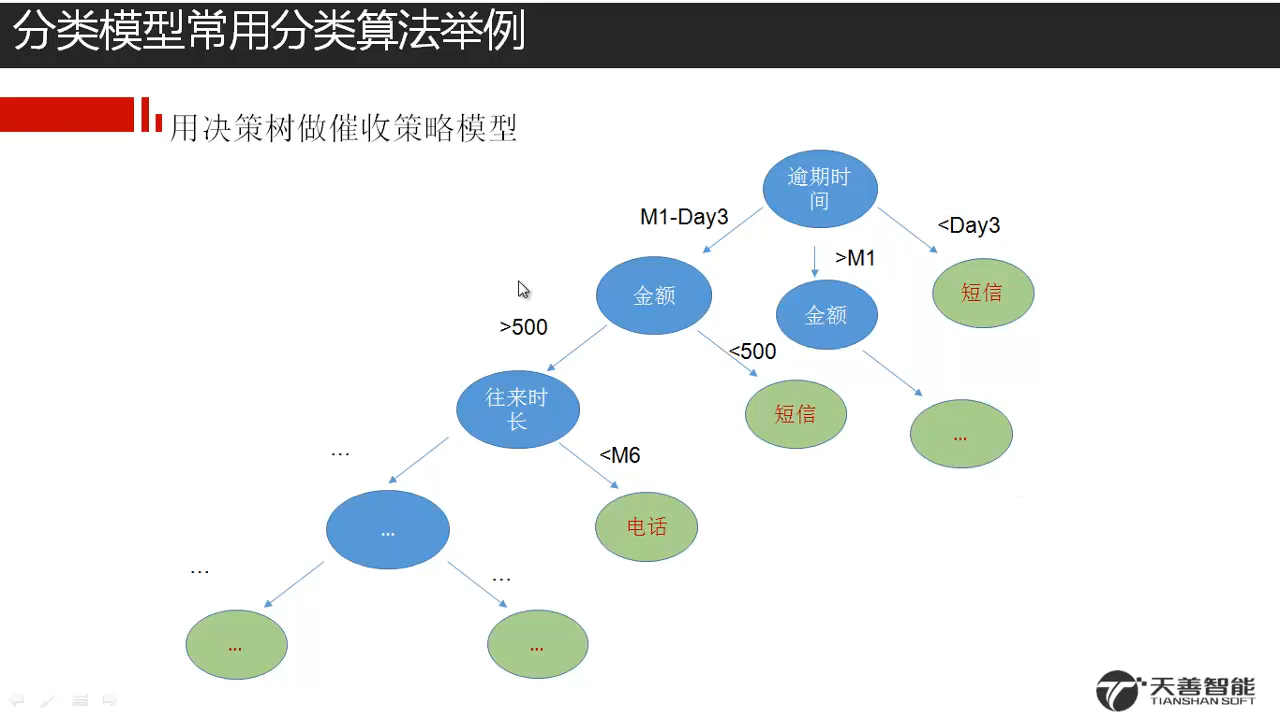 分类模型常用分类算法举例
用决策树做催收策略模型
逾期时
间
M1-Day3
<Day3
>M1
金额
金额
短信
>500
<500
往来时
长
短信
...
...
<M6
...
电话
...
...
...
...
天善智能
TIANSHAN SOFT